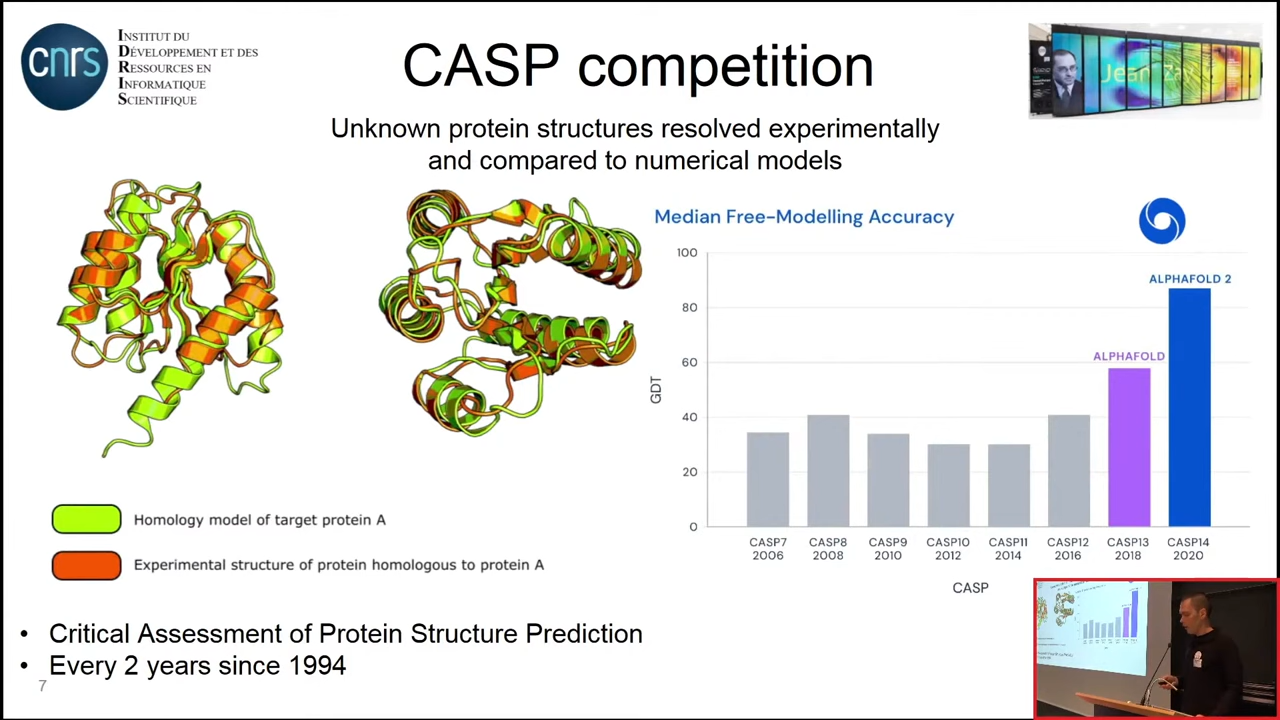 cnrs
INSTITUT DU
DÉVELOPPEMENT ET DES
RESSOURCES EN
INFORMATIQUE
SCIENTIFIQUE
CASP competition
Jean Zay
Unknown protein structures resolved experimentally
and compared to numerical models
Median Free-Modelling Accuracy
100
80
60
40
20
0
GDT
ALPHAFOLD
ALPHAFOLD 2
CASP7
2006
CASP8
2008
CASP9
2010
CASP10
2012
CASP11
2014
CASP12
2016
CASP13
2018
CASP14
2020
CASP
Homology model of target protein A
Experimental structure of protein homologous to protein A
• Critical Assessment of Protein Structure Prediction
• Every 2 years since 1994
7